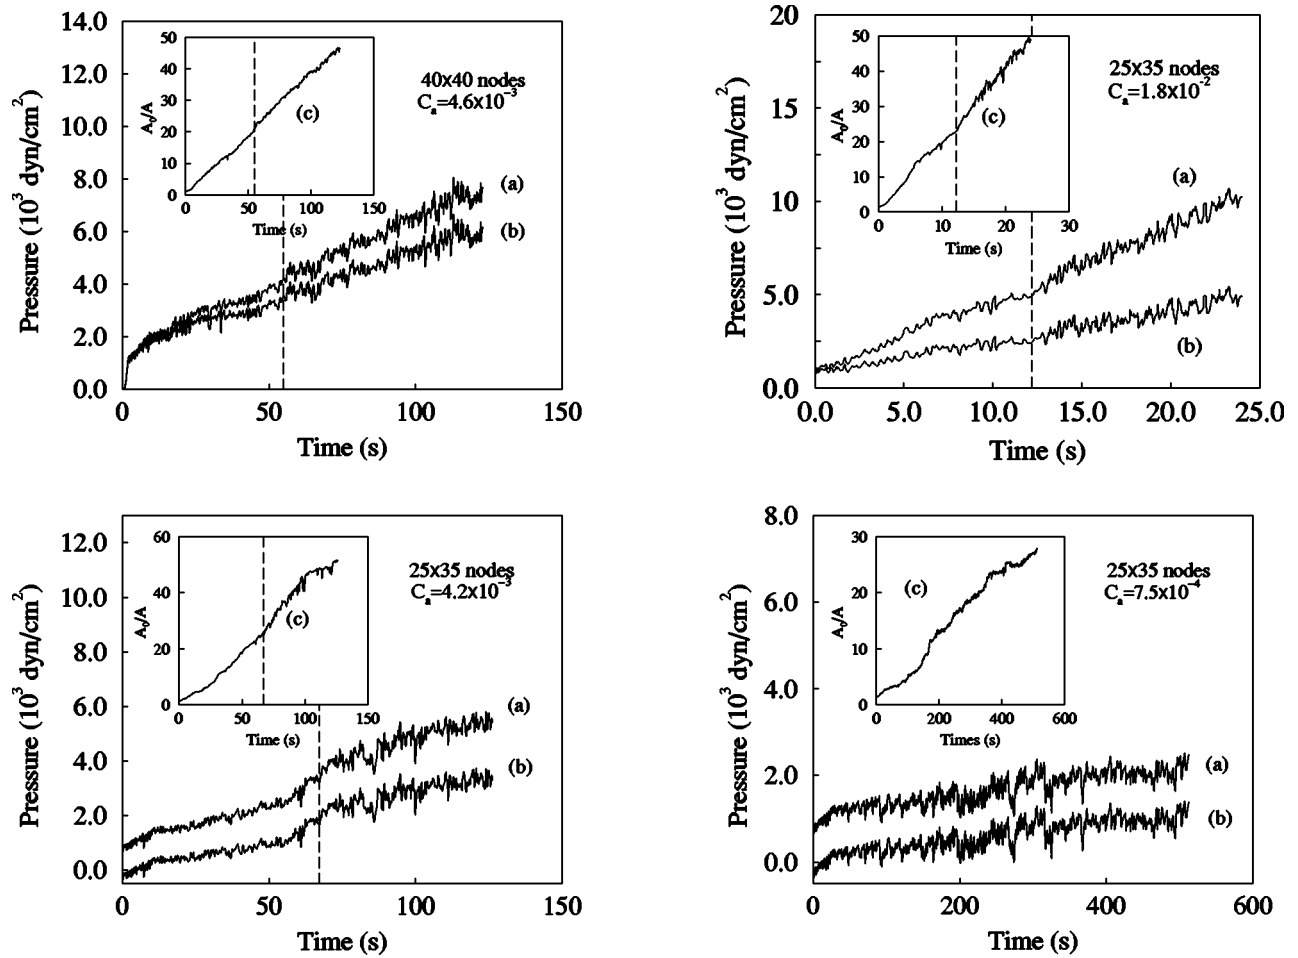 14.0
12.0
10.0
8.0
6.0
4.0
2.0
0.0
Pressure (10³ dyn/cm²)
0 50 100 150
Time (s)
40x40 nodes
Cₐ=4.6x10⁻³
(a)
(b)
50
40
30
20
10
0
A₀/A
(c)
0 50 100 150
Time (s)
20
15
10
5.0
0.0
Pressure (10³ dyn/cm²)
0.0 5.0 10.0 15.0 20.0 25.0
Time (s)
25x35 nodes
Cₐ=1.8x10⁻²
(a)
(b)
50
40
30
20
10
0
A₀/A
(c)
0 10 20 30
Time (s)
12.0
10.0
8.0
6.0
4.0
2.0
0.0
Pressure (10³ dyn/cm²)
0 50 100 150
Time (s)
25x35 nodes
Cₐ=4.2x10⁻³
(a)
(b)
60
40
20
0
A₀/A
(c)
0 50 100 150
Time (s)
8.0
6.0
4.0
2.0
0.0
Pressure (10³ dyn/cm²)
0 200 400 600
Time (s)
25x35 nodes
Cₐ=7.5x10⁻⁴
(a)
(b)
30
20
10
0
A₀/A
(c)
0 200 400 600
Times (s)